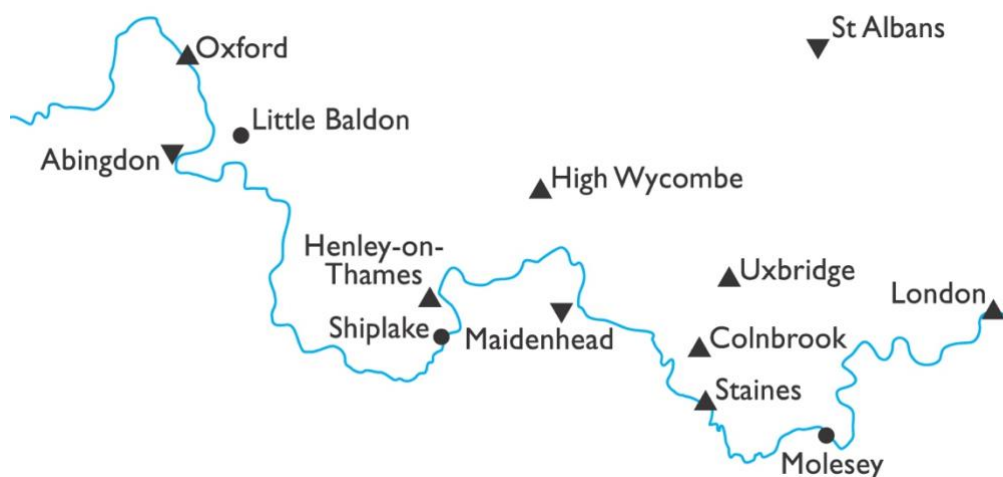 St Albans
Oxford
Little Baldon
Abingdon
High Wycombe
Henley-on-
Thames
Uxbridge
London
Shiplake
Maidenhead
Colnbrook
Staines
Molesey